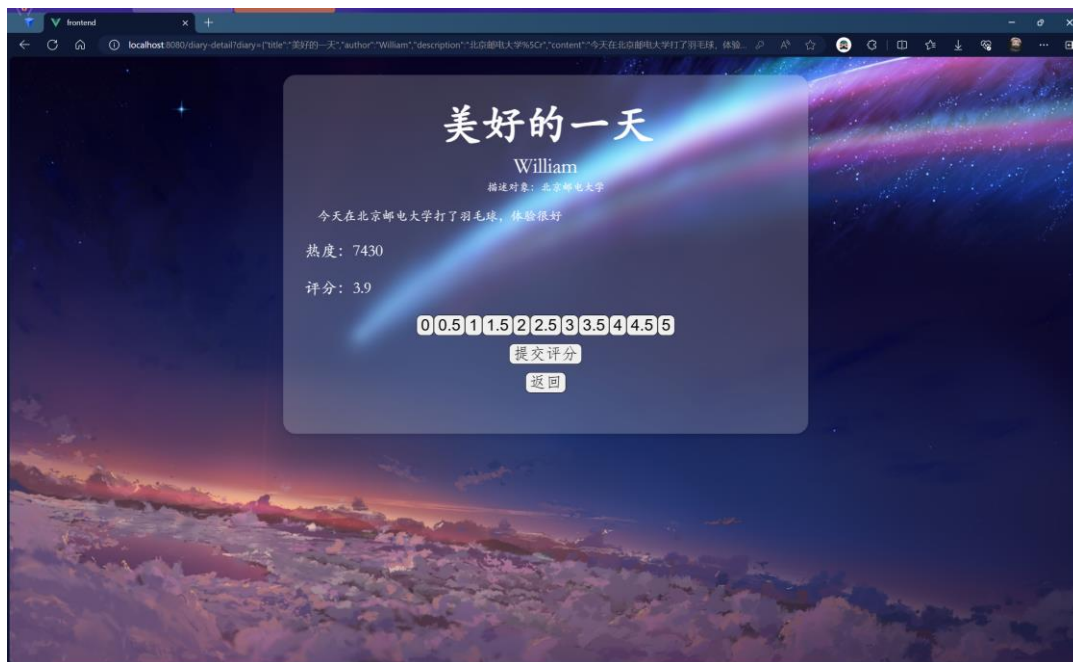 frontend
localhost:8080/diary-detail?diary={"title":"美好的一天","author":"William","description":"北京邮电大学%5Cr","content":"今天在北京邮电大学打了羽毛球，体验...
美好的一天
William
描述对象：北京邮电大学
今天在北京邮电大学打了羽毛球，体验很好
热度：7430
评分：3.9
0 0.5 1 1.5 2 2.5 3 3.5 4 4.5 5
提交评分
返回